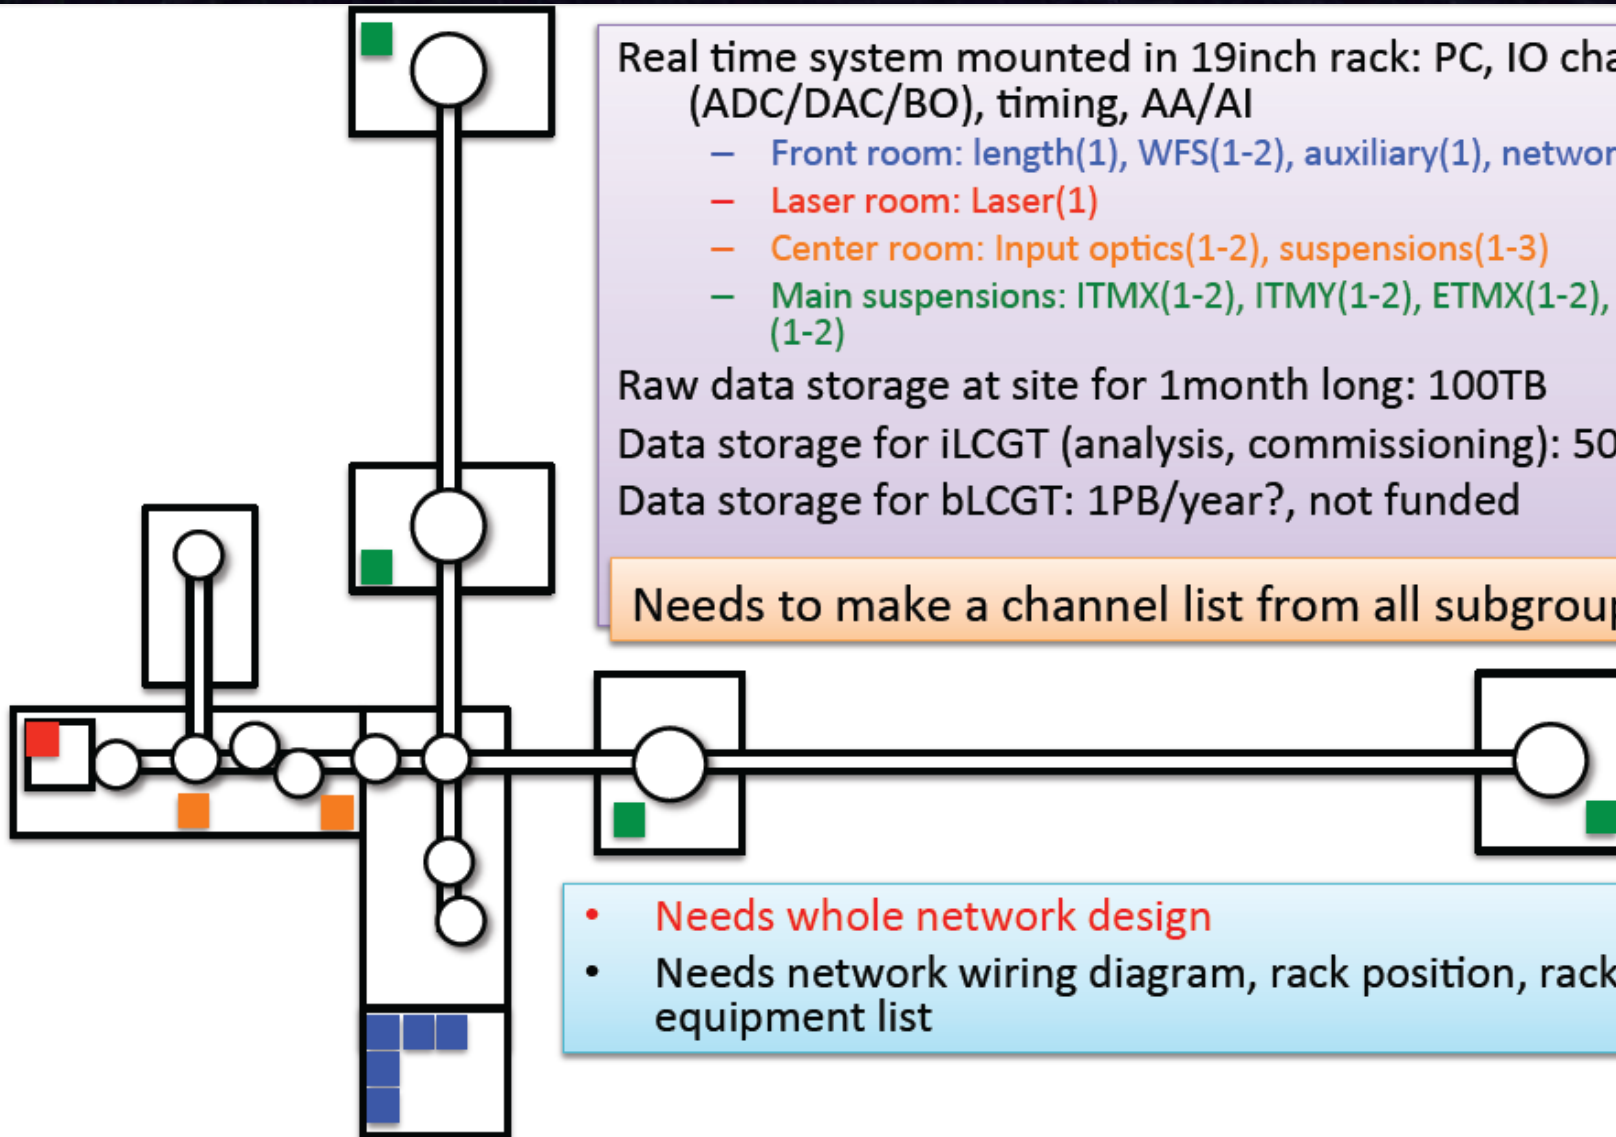 Real time system mounted in 19inch rack: PC, IO
(ADC/DAC/BO), timing, AA/AI
– Front room: length(1), WFS(1-2), auxiliary(1),
– Laser room: Laser(1)
– Center room: Input optics(1-2), suspensions(1-3)
– Main suspensions: ITMX(1-2), ITMY(1-2), ETMX(1-2),
(1-2)
Raw data storage at site for 1month long: 100TB
Data storage for iLCGT (analysis, commissioning): 50
Data storage for bLCGT: 1PB/year?, not funded
Needs to make a channel list from all
• Needs whole network design
• Needs network wiring diagram, rack position, rack
equipment list